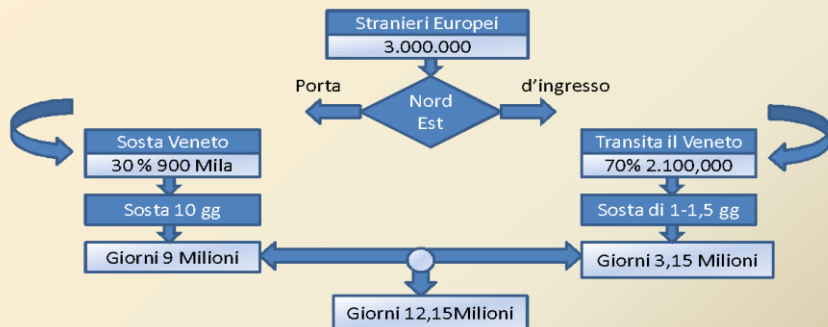 Stranieri Europei
3.000.000
Porta
d'ingresso
Nord
Est
Sosta Veneto
30 % 900 Mila
Sosta 10 gg
Giorni 9 Milioni
Transita il Veneto
70% 2.100,000
Sosta di 1-1,5 gg
Giorni 3,15 Milioni
Giorni 12,15Milioni